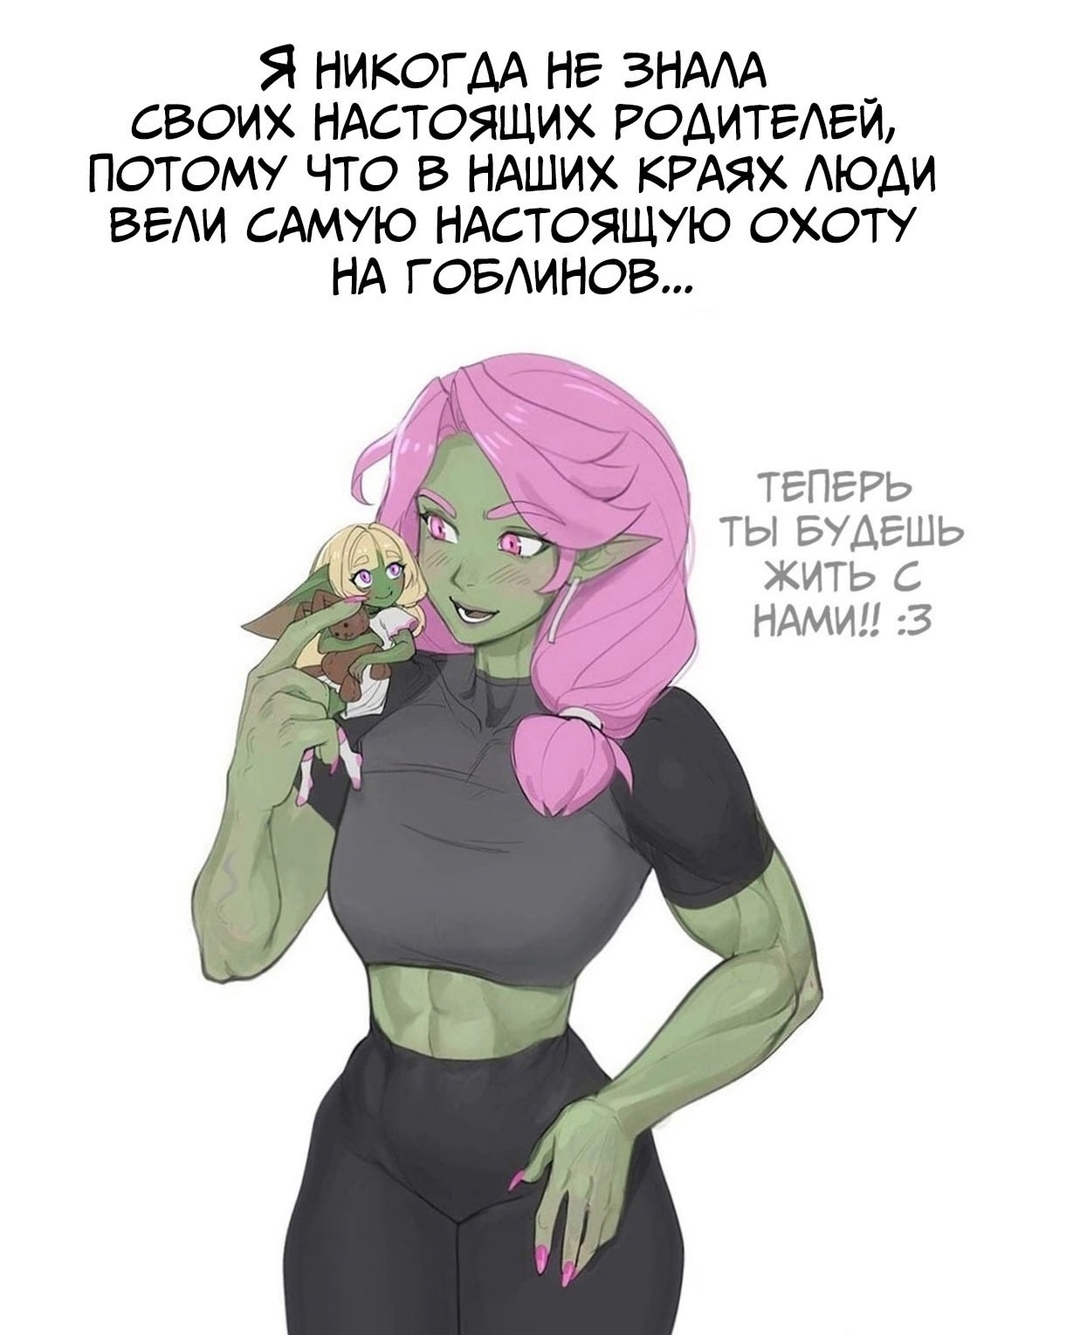 Я НИКОГДА НЕ ЗНАЛА
СВОИХ НАСТОЯЩИХ РОДИТЕЛЕЙ,
ПОТОМУ ЧТО В НАШИХ КРАЯХ ЛЮДИ
ВЕЛИ САМУЮ НАСТОЯЩУЮ ОХОТУ
НА ГОБЛИНОВ...
ТЕПЕРЬ
ТЫ БУДЕШЬ
ЖИТЬ С
НАМИ!! :3